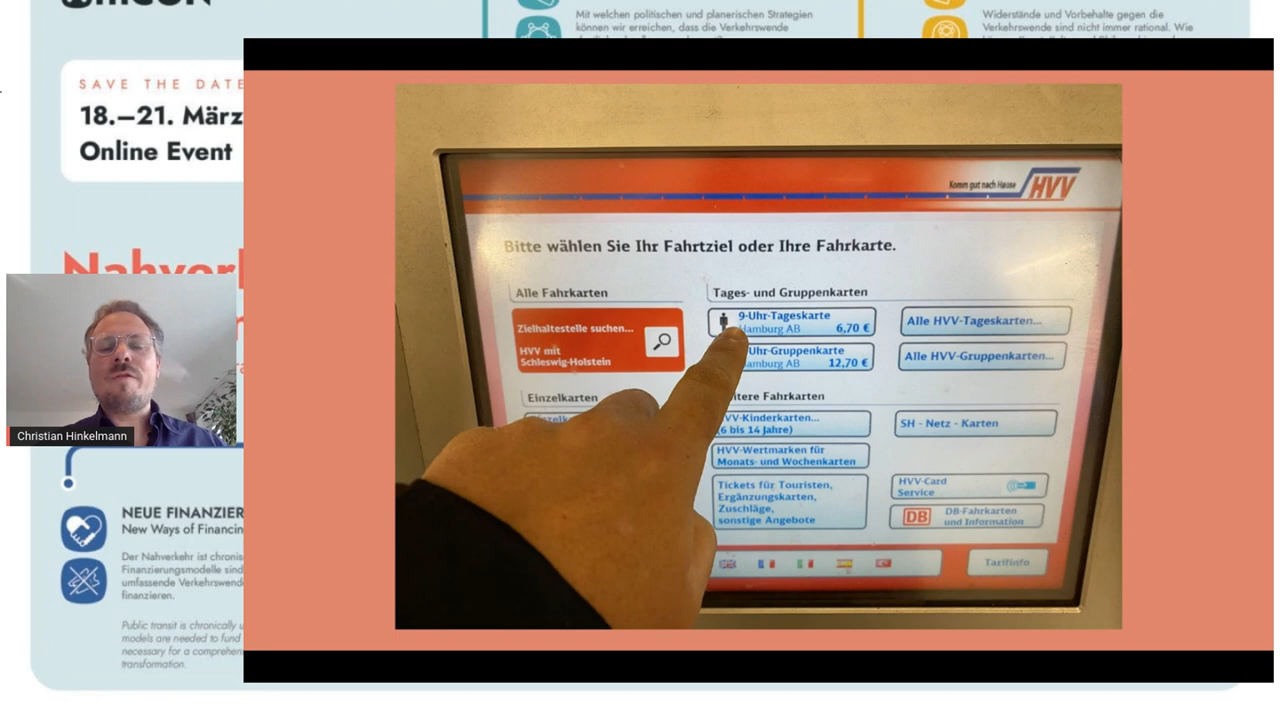 Mit welchen politischen und planerischen Strategien
können wir erreichen, dass die Verkehrswende
Widerstände und Vorbehalte gegen die
Verkehrswende sind nicht immer rational. Wie
SAVE THE DATE
18.–21. März
Online Event
Christian Hinkelmann
NEUE FINANZIER
New Ways of Financin
Der Nahverkehr ist chronis
Finanzierungsmodelle sind
umfassende Verkehrswend
finanzieren.
Public transit is chronically u
models are needed to fund
necessary for a comprehens
transformation.
Komm gut nach Hause HVV
Bitte wählen Sie Ihr Fahrtziel oder Ihre Fahrkarte.
Alle Fahrkarten
Zielhaltestelle suchen...
HVV mit
Schleswig-Holstein
Einzelkarten
Tages- und Gruppenkarten
9-Uhr-Tageskarte
Hamburg AB 6,70 €
Uhr-Gruppenkarte
amburg AB 12,70 €
Alle HVV-Tageskarten...
Alle HVV-Gruppenkarten...
tere Fahrkarten
VV-Kinderkarten...
(6 bis 14 Jahre)
HVV-Wertmarken für
Monats- und Wochenkarten
Tickets für Touristen,
Ergänzungskarten,
Zuschläge,
sonstige Angebote
SH - Netz - Karten
HVV-Card
Service
DB DB-Fahrkarten
und Information
Tarifinfo